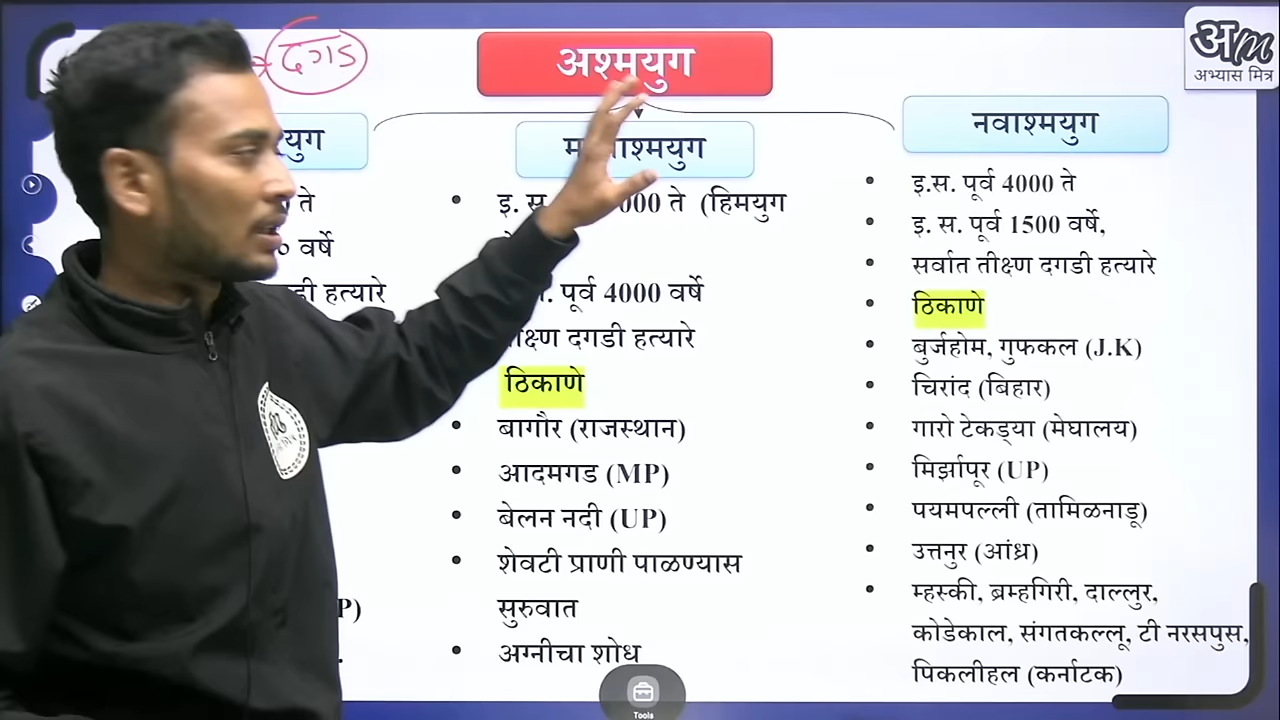 दगड
अश्मयुग
अm
अभ्यास मित्र
युग
ते
वर्षे
हत्यारे
P)
इ. स. 000 ते (हिमयुग
पूर्व 4000 वर्षे
दगडी हत्यारे
ठिकाणे
बागौर (राजस्थान)
आदमगड (MP)
बेलन नदी (UP)
शेवटी प्राणी पाळण्यास
सुरुवात
अग्नीचा शोध
नवाश्मयुग
इ.स. पूर्व 4000 ते
इ. स. पूर्व 1500 वर्षे,
सर्वात तीक्ष्ण दगडी हत्यारे
ठिकाणे
बुर्जहोम, गुफकल (J.K)
चिरांद (बिहार)
गारो टेकड्या (मेघालय)
मिर्झापूर (UP)
पयमपल्ली (तामिळनाडू)
उत्तनुर (आंध्र)
म्हस्की, ब्रम्हगिरी, दाल्लुर,
कोडेकाल, संगतकल्लू, टी नरसपुस,
पिकलीहल (कर्नाटक)
Tools